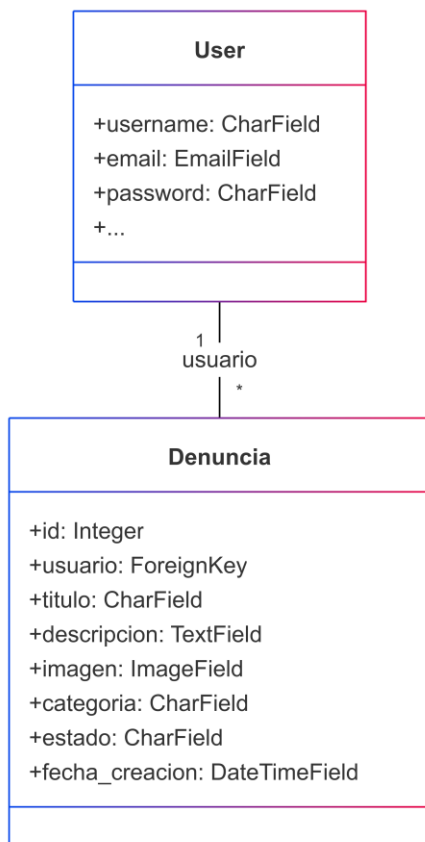 User
+username: CharField
+email: EmailField
+password: CharField
+...
1
usuario
*
Denuncia
+id: Integer
+usuario: ForeignKey
+titulo: CharField
+descripcion: TextField
+imagen: ImageField
+categoria: CharField
+estado: CharField
+fecha_creacion: DateTimeField